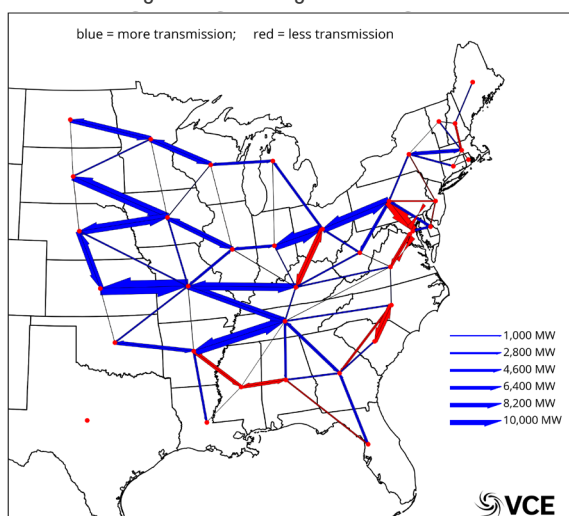 blue = more transmission; red = less transmission
1,000 MW
2,800 MW
4,600 MW
6,400 MW
8,200 MW
10,000 MW
VCE